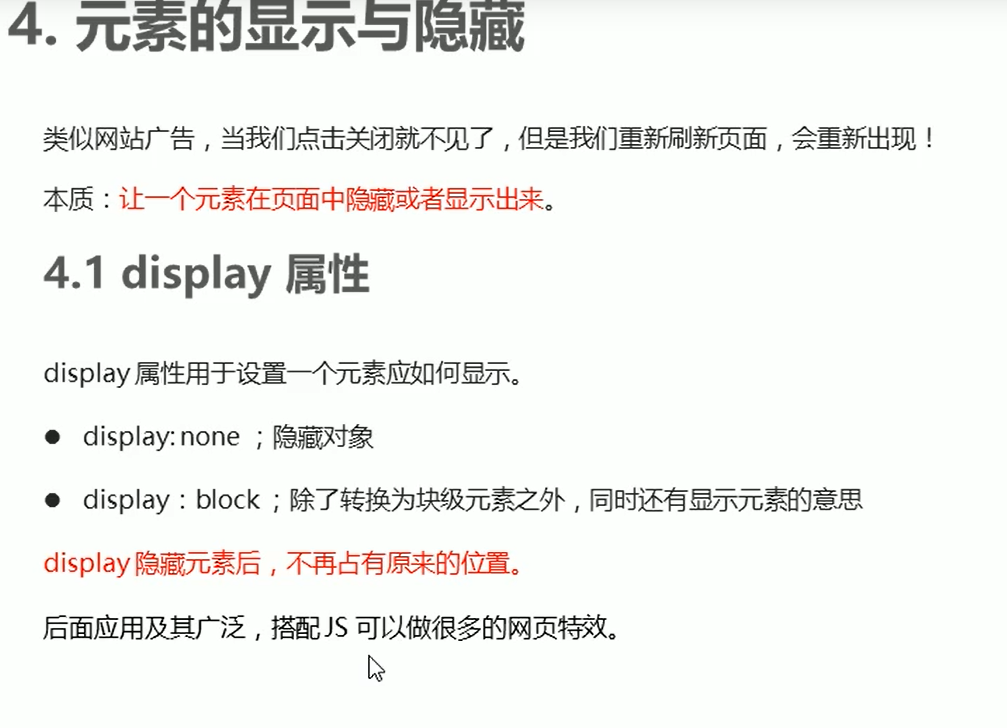 4. 元素的显示与隐藏
类似网站广告，当我们点击关闭就不见了，但是我们重新刷新页面，会重新出现！
本质：让一个元素在页面中隐藏或者显示出来。
4.1 display 属性
display 属性用于设置一个元素应如何显示。
● display: none ；隐藏对象
● display：block ；除了转换为块级元素之外，同时还有显示元素的意思
display 隐藏元素后，不再占有原来的位置。
后面应用及其广泛，搭配 JS 可以做很多的网页特效。